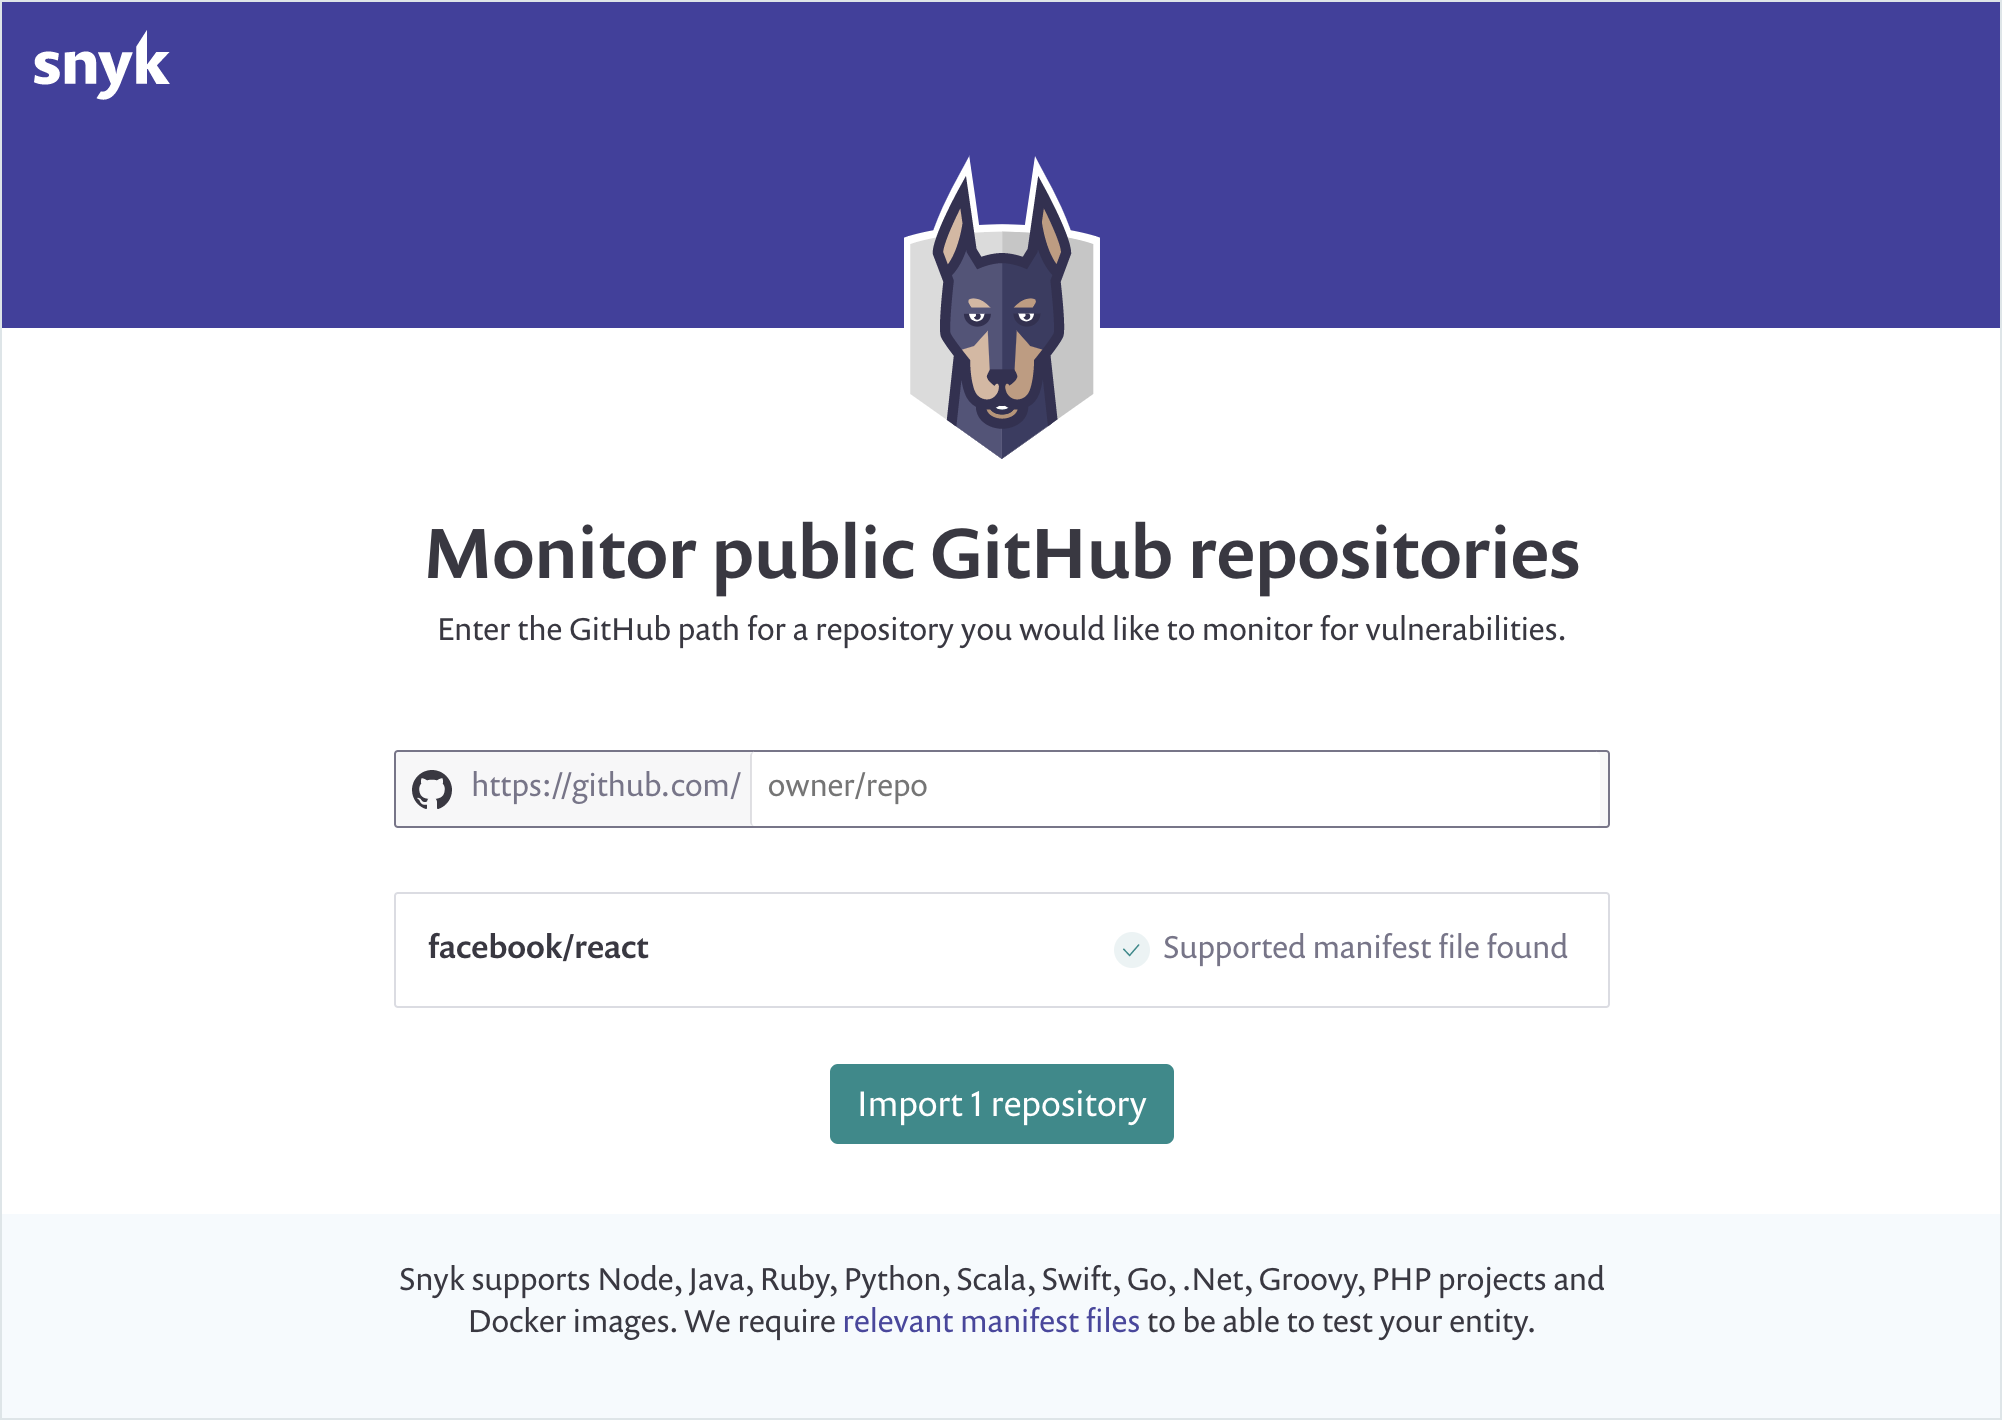 snyk
Monitor public GitHub repositories
Enter the GitHub path for a repository you would like to monitor for vulnerabilities.
https://github.com/ owner/repo
facebook/react Supported manifest file found
Import 1 repository
Snyk supports Node, Java, Ruby, Python, Scala, Swift, Go, .Net, Groovy, PHP projects and
Docker images. We require relevant manifest files to be able to test your entity.